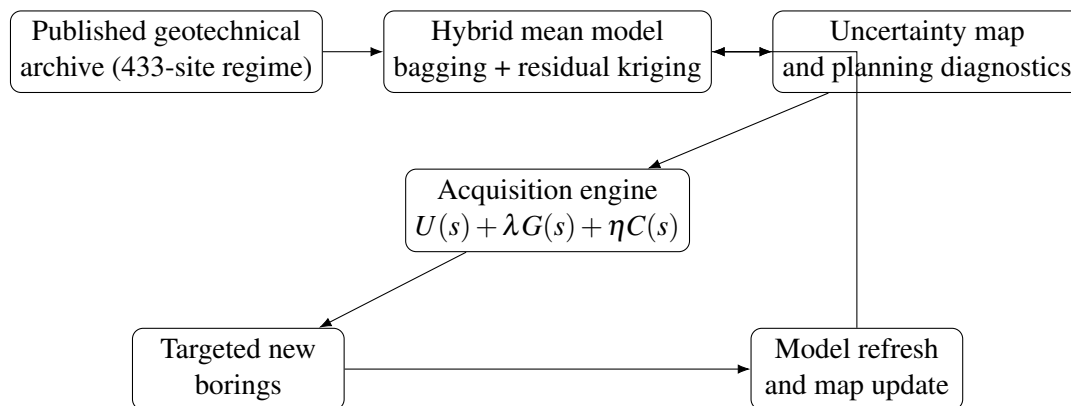 Published geotechnical
archive (433-site regime)
Hybrid mean model
bagging + residual kriging
Uncertainty map
and planning diagnostics
Acquisition engine
U(s) + λG(s) + ηC(s)
Targeted new
borings
Model refresh
and map update